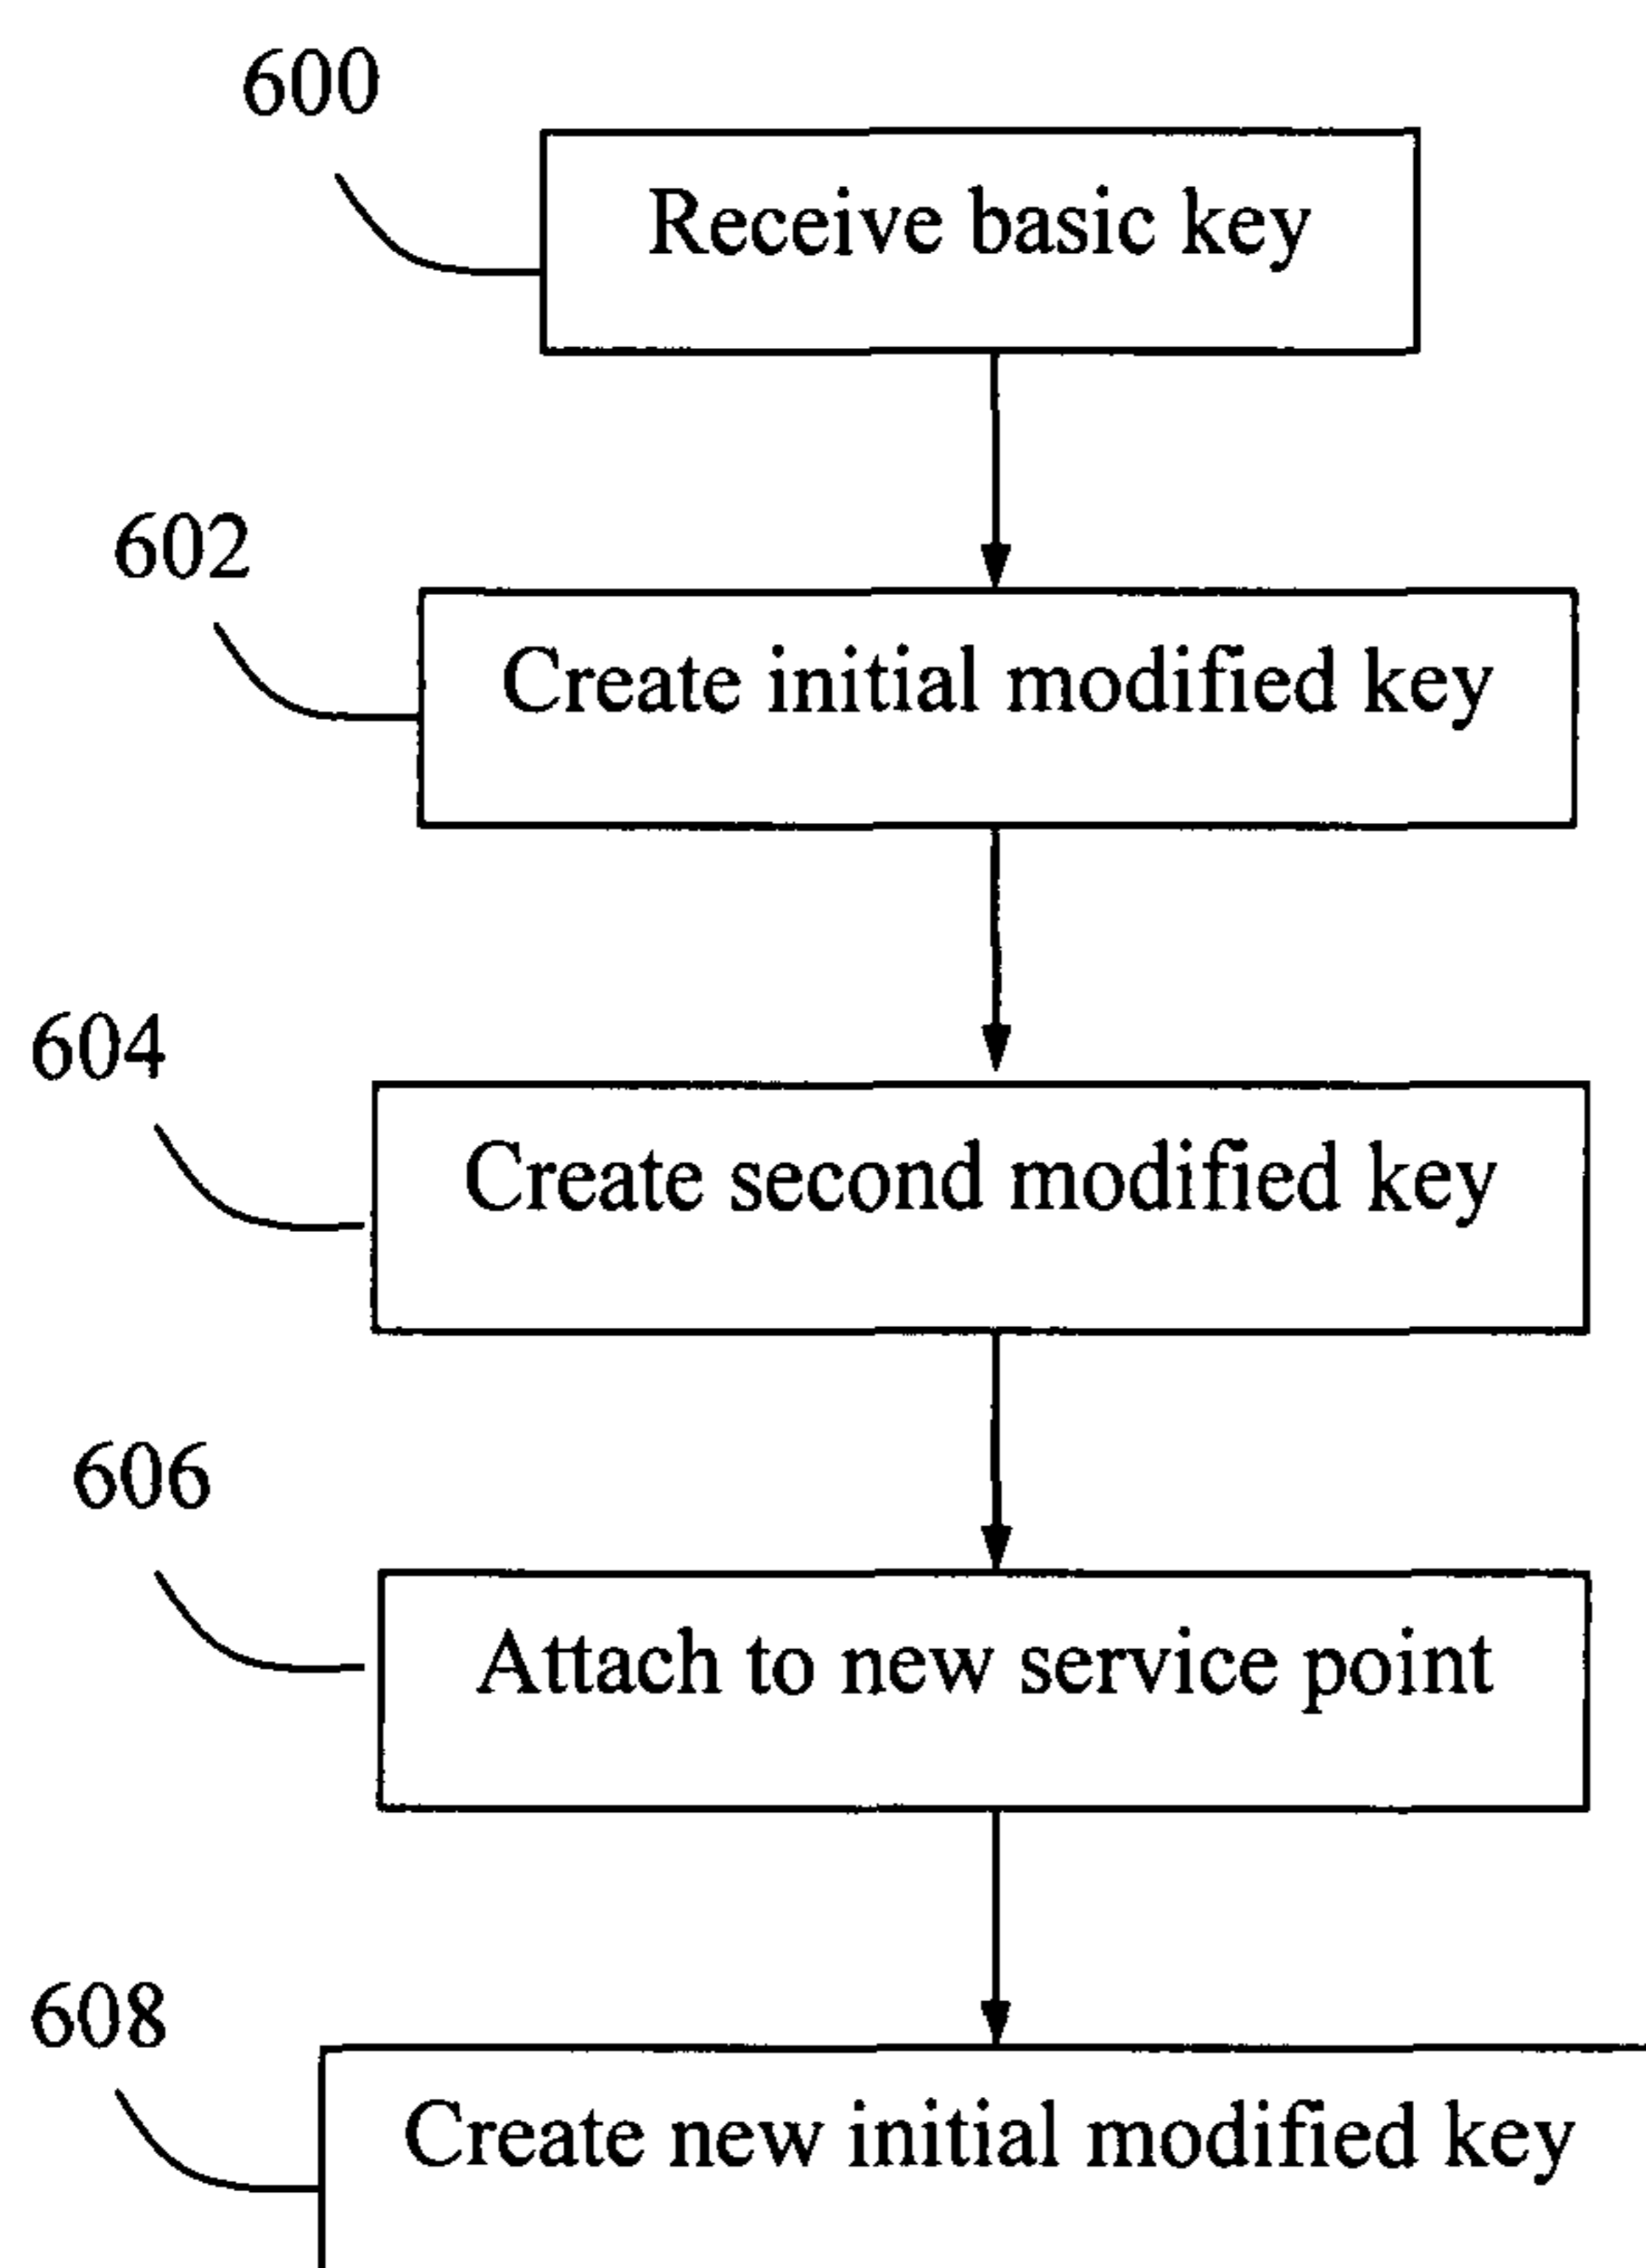 600
Receive basic key
602
Create initial modified key
604
Create second modified key
606
Attach to new service point
608
Create new initial modified key